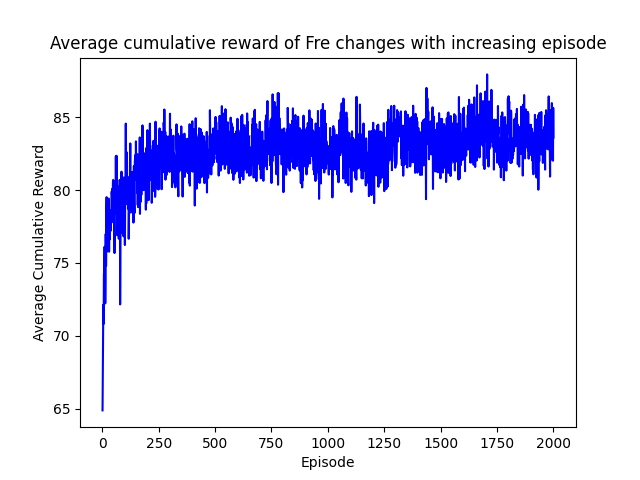 Average cumulative reward of Fre changes with increasing episode
Average Cumulative Reward
85
80
75
70
65
0 250 500 750 1000 1250 1500 1750 2000
Episode